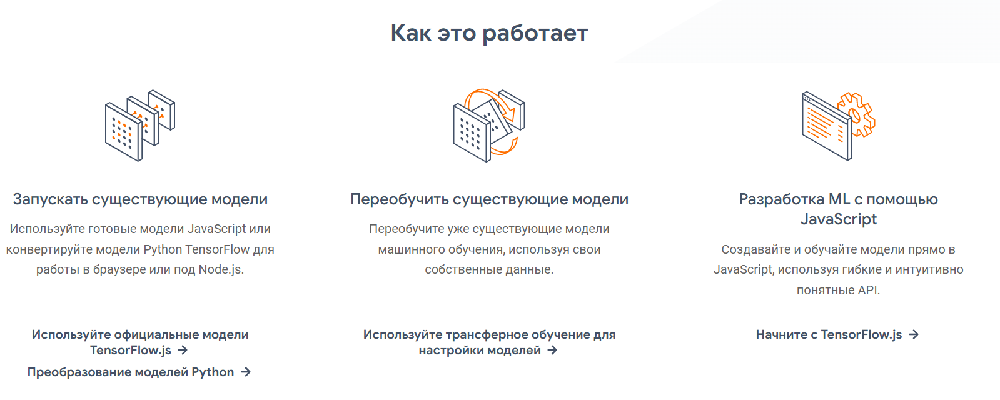 Как это работает
Запускать существующие модели
Используйте готовые модели JavaScript или
конвертируйте модели Python TensorFlow для
работы в браузере или под Node.js.
Используйте официальные модели
TensorFlow.js →
Преобразование моделей Python →
Переобучить существующие модели
Переобучите уже существующие модели
машинного обучения, используя свои
собственные данные.
Используйте трансферное обучение для
настройки моделей →
Разработка ML с помощью
JavaScript
Создавайте и обучайте модели прямо в
JavaScript, используя гибкие и интуитивно
понятные API.
Начните с TensorFlow.js →